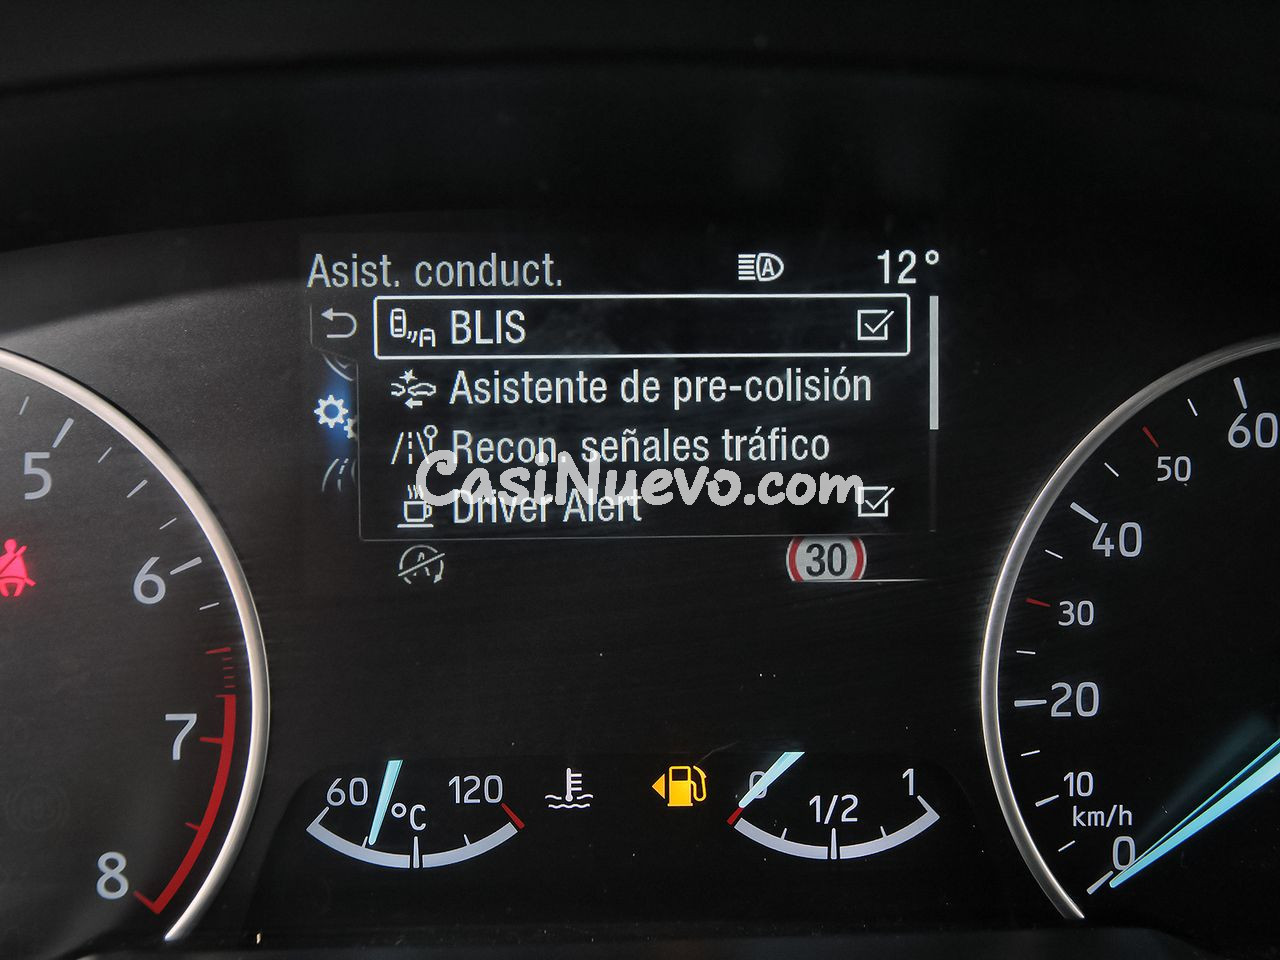 Asist. conduct. A 12°
BLIS
Asistente de pre-colisión
Recon. señales tráfico
CasiNuevo.com
Driver Alert
30
5
6
7
8
60
50
40
30
20
10
km/h
0
60 120
°C
0 1/2 1